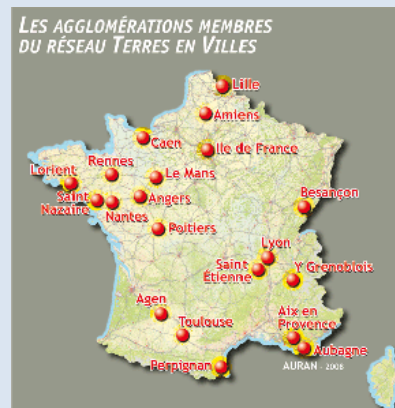 LES AGGLOMÉRATIONS MEMBRES
DU RÉSEAU TERRES EN VILLES
Lille
Amiens
Caen
Ile de France
Rennes
Lorient
Le Mans
Saint
Nazaire
Angers
Nantes
Besançon
Poitiers
Lyon
Saint
Étienne
Y Grenoblois
Agen
Toulouse
Aix en
Provence
Aubagne
Perpignan
AURAN - 2008